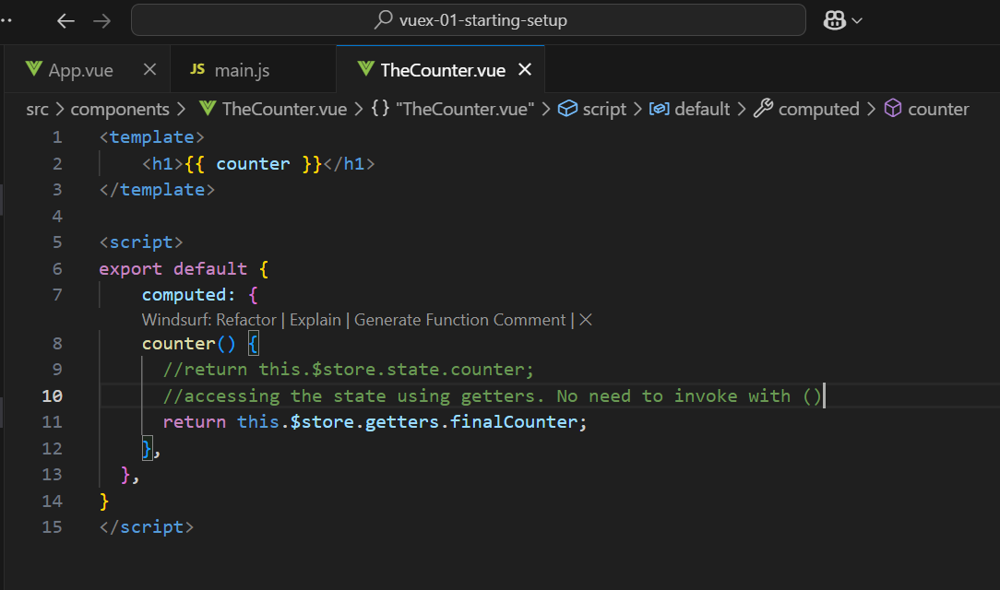 vuex-01-starting-setup
App.vue
JS main.js
TheCounter.vue
src > components > TheCounter.vue > {} "TheCounter.vue" > script > default > computed > counter
1 <template>
2 <h1>{{ counter }}</h1>
3 </template>
4
5 <script>
6 export default {
7 computed: {
Windsurf: Refactor | Explain | Generate Function Comment | ×
8 counter() {
9 //return this.$store.state.counter;
10 //accessing the state using getters. No need to invoke with ()
11 return this.$store.getters.finalCounter;
12 },
13 },
14 }
15 </script>